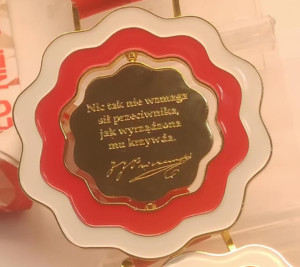 Nic tak nie wzmaga
sił przeciwnika,
jak wyrządzona
mu krzywda.